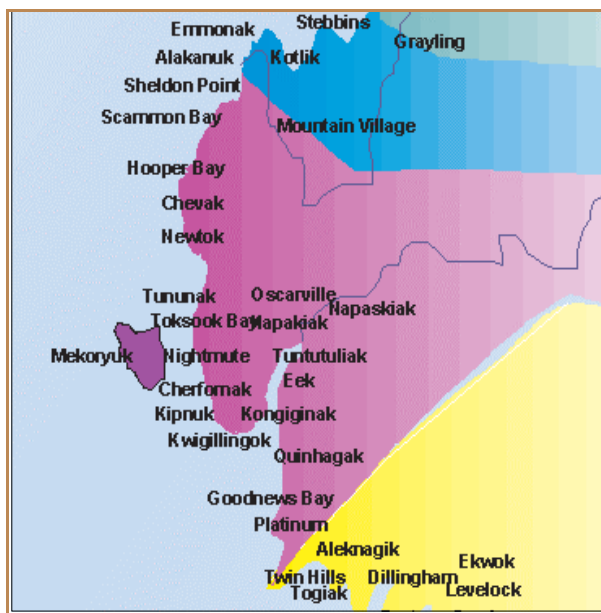 Stebbins
Emmonak
Grayling
Alakanuk
Kotlik
Sheldon Point
Scammon Bay
Mountain Village
Hooper Bay
Chevak
Newtok
Tununak
Oscarville
Napaskiak
Toksook Bay
Napakiak
Mekoryuk
Nightmute
Tuntutuliak
Eek
Cherfornak
Kipnuk
Kongiginak
Kwigillingok
Quinhagak
Goodnews Bay
Platinum
Aleknagik
Ekwok
Twin Hills
Dillingham
Levelock
Togiak